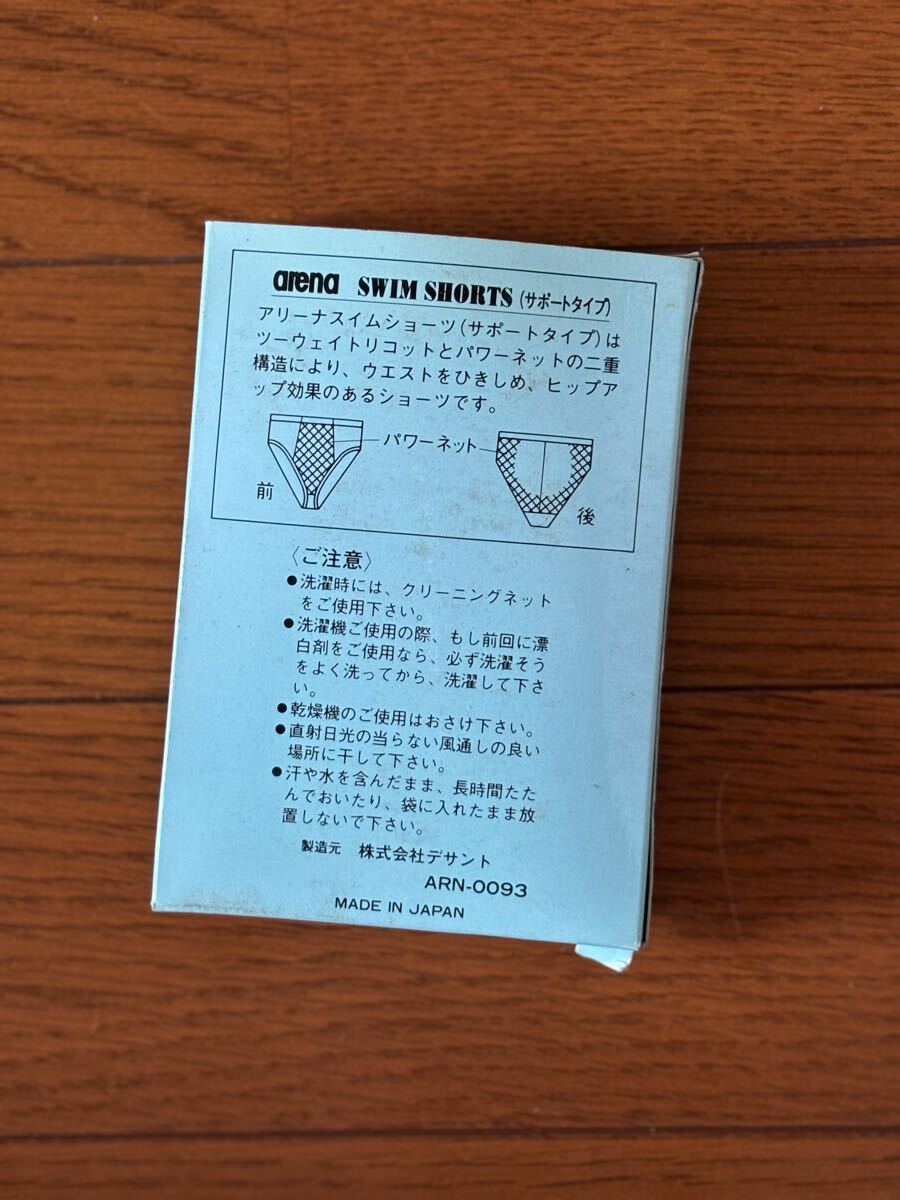 arena SWIM SHORTS (サポートタイプ)
アリーナスイムショーツ(サポートタイプ)は
ツーウェイトリコットとパワーネットの二重
構造により、ウエストをひきしめ、ヒップア
ップ効果のあるショーツです。
パワーネット
前
後
〈ご注意〉
●洗濯時には、クリーニングネット
をご使用下さい。
●洗濯機ご使用の際、もし前回に漂
白剤をご使用なら、必ず洗濯そう
をよく洗ってから、洗濯して下さ
い。
●乾燥機のご使用はおさけ下さい。
●直射日光の当らない風通しの良い
場所に干して下さい。
●汗や水を含んだまま、長時間たた
んでおいたり、袋に入れたまま放
置しないで下さい。
製造元 株式会社デサント
ARN-0093
MADE IN JAPAN